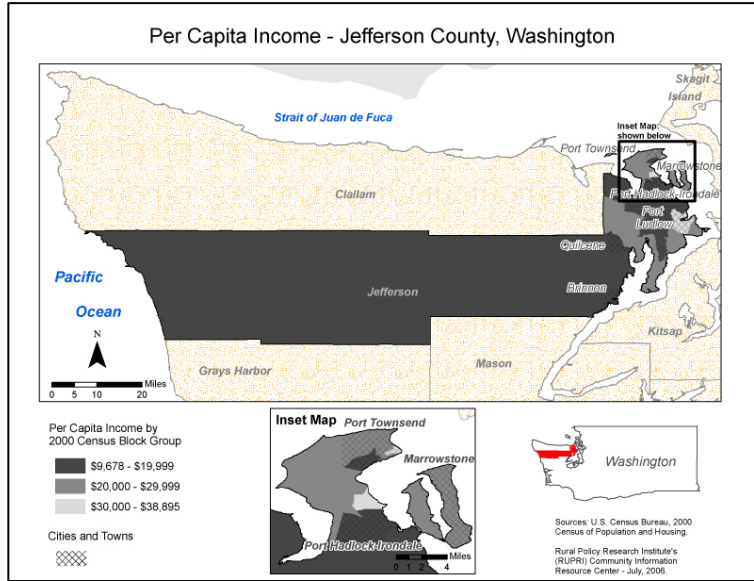 Per Capita Income - Jefferson County, Washington
Skagit
Island
Strait of Juan de Fuca
Inset Map:
shown below
Port Townsend
Marrowstone
Clallam
Port Hadlock-Irondale
Port
Ludlow
Quilcene
Pacific
Ocean
Jefferson
Brinnon
N
Kitsap
Miles
0 5 10 20
Grays Harbor
Mason
Per Capita Income by
2000 Census Block Group
$9,678 - $19,999
$20,000 - $29,999
$30,000 - $38,895
Cities and Towns
Inset Map
Port Townsend
Marrowstone
Port Hadlock-Irondale
Miles
0 1 2 4
Washington
Sources: U.S. Census Bureau, 2000
Census of Population and Housing.
Rural Policy Research Institute's
(RUPRI) Community Information
Resource Center - July, 2006.